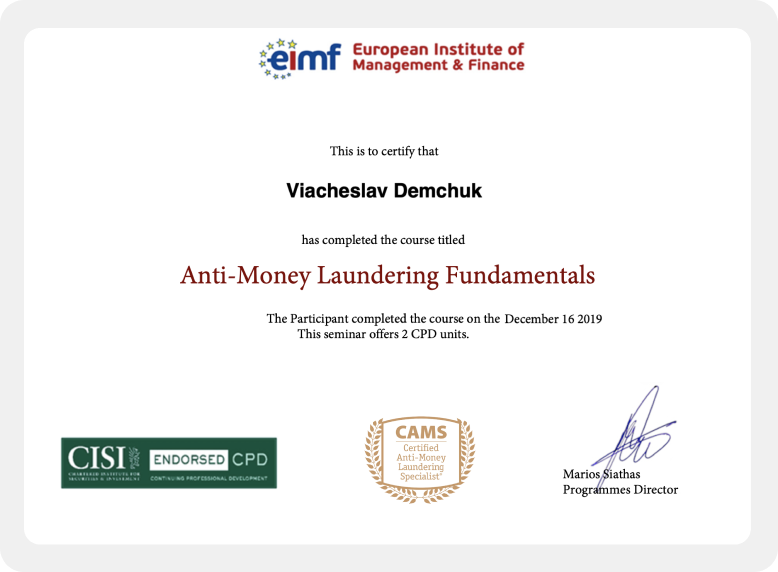 eimf European Institute of
Management & Finance
This is to certify that
Viacheslav Demchuk
has completed the course titled
Anti-Money Laundering Fundamentals
The Participant completed the course on the December 16 2019
This seminar offers 2 CPD units.
CISI
CHARTERED INSTITUTE FOR
SECURITIES & INVESTMENT
ENDORSED CPD
CONTINUING PROFESSIONAL DEVELOPMENT
CAMS
Certified
Anti-Money
Laundering
Specialist®
Marios Siathas
Programmes Director